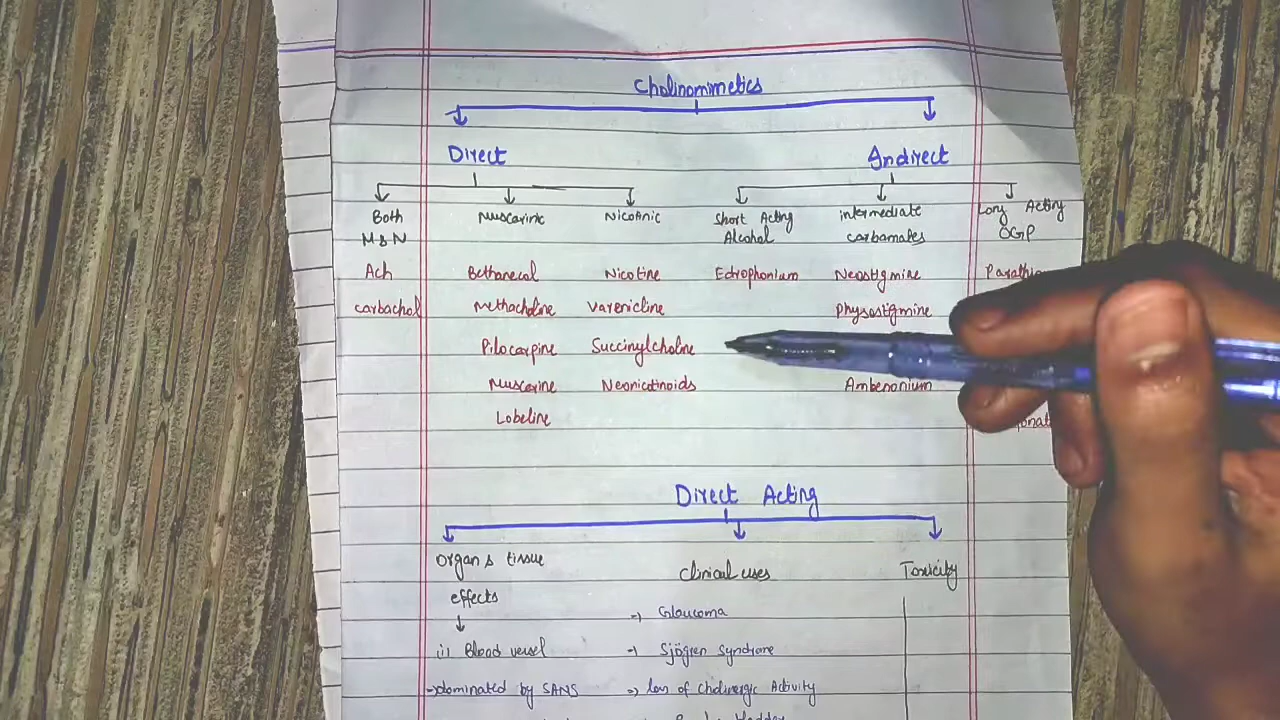 Cholinomimetics
Direct Indirect
Both Muscarinic Nicotinic Short Acting intermediate Long Acting
M & N Alcohol carbamates OGP
Ach Bethanecol Nicotine Edrophonium Neostigmine
carbachol Methacholine Varenicline Physostigmine
Pilocarpine Succinylcholine
Muscarine Neonicotinoids Ambenonium
Lobeline
Direct Acting
organ & tissue clinical uses Toxicity
effects → Glaucoma
(i) Blood vessel → Sjögren Syndrome
→dominated by SANS → loss of cholinergic Activity